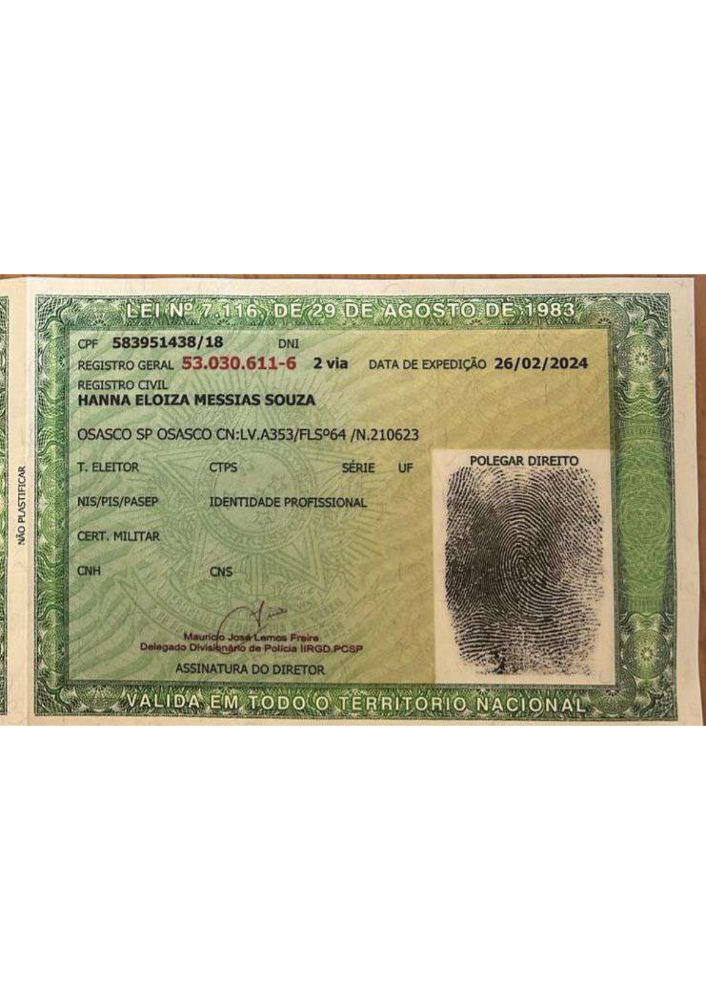 LEI Nº 7.116, DE 29 DE AGOSTO DE 1983
CPF 583951438/18 DNI
REGISTRO GERAL 53.030.611-6 2 via DATA DE EXPEDIÇÃO 26/02/2024
REGISTRO CIVIL
HANNA ELOIZA MESSIAS SOUZA
OSASCO SP OSASCO CN:LV.A353/FLSº64 /N.210623
T. ELEITOR CTPS SÉRIE UF
POLEGAR DIREITO
NIS/PIS/PASEP IDENTIDADE PROFISSIONAL
CERT. MILITAR
CNH CNS
Mauricio José Lemos Freire
Delegado Divisionário de Polícia IIRGD.PCSP
ASSINATURA DO DIRETOR
VALIDA EM TODO O TERRITÓRIO NACIONAL
NÃO PLASTIFICAR